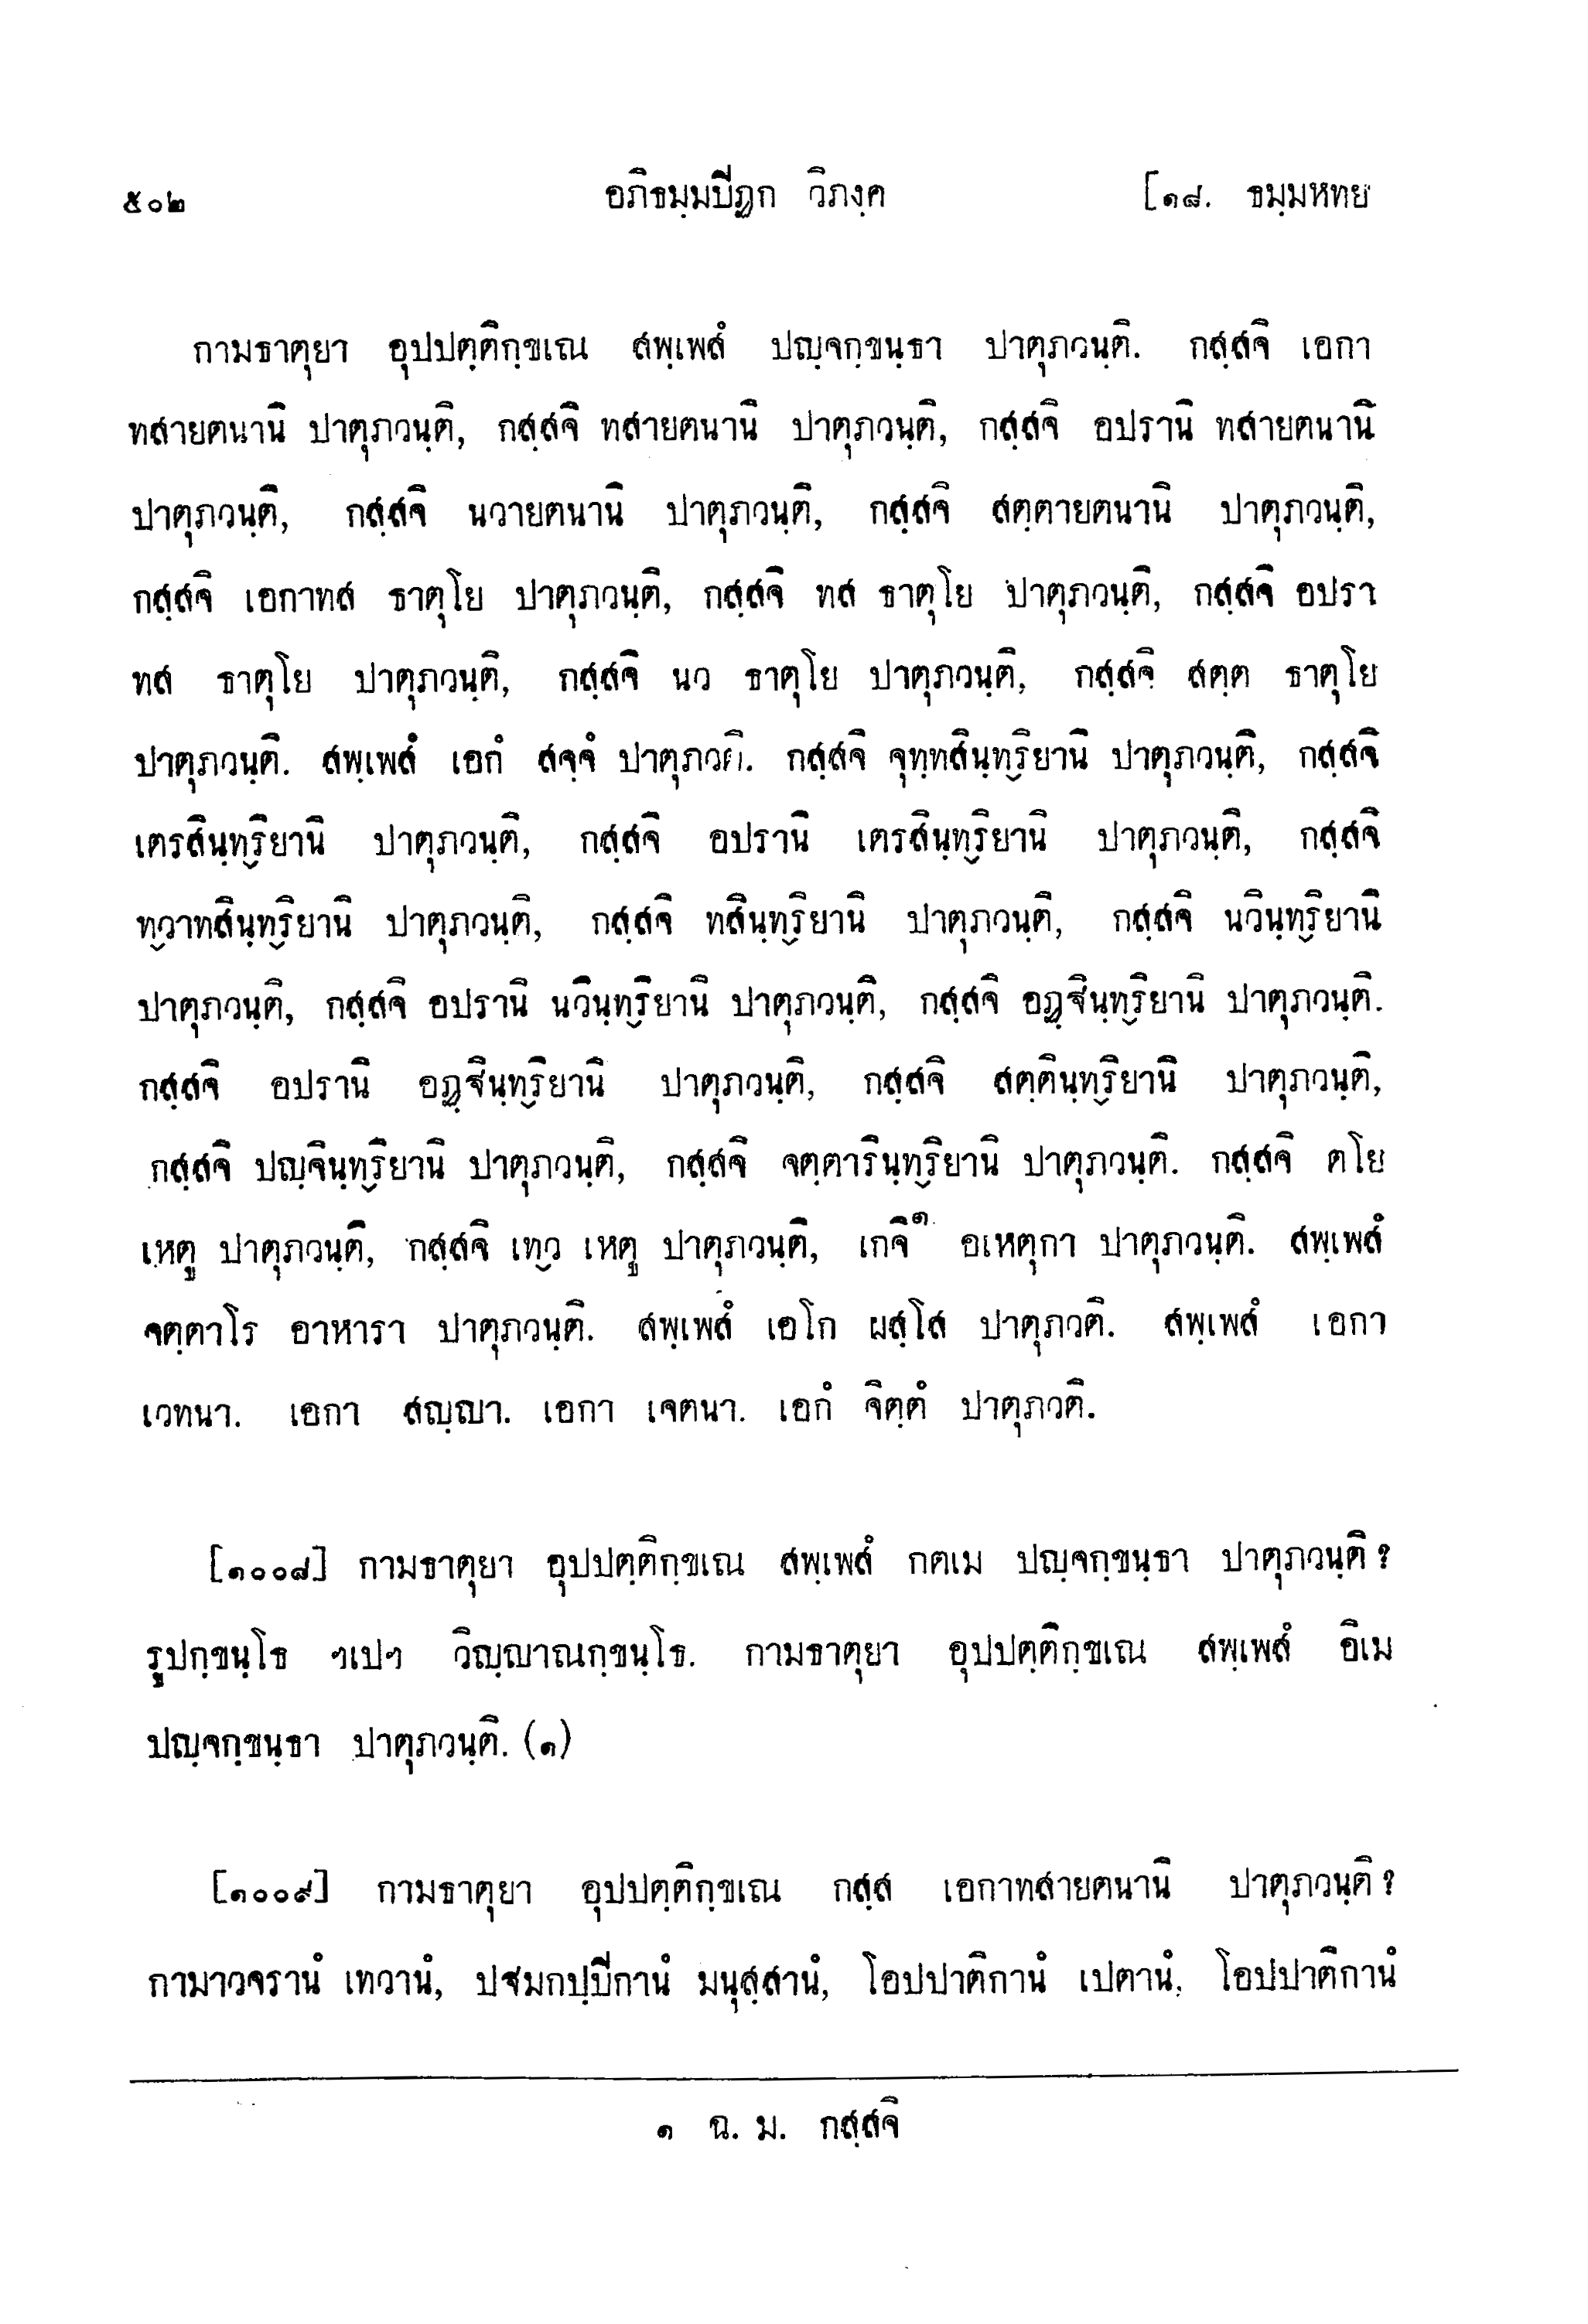 ๕๐๒ อภิธมฺมปีฏก วิภงฺค [๑๘. ธมฺมหทย
กามธาตุยา อุปฺปตฺติกฺขเณ สพฺเพสํ ปญฺจกฺขนฺธา ปาตุภวนฺติ. กสฺสจิ เอกา
ทสายตนานิ ปาตุภวนฺติ, กสฺสจิ ทสายตนานิ ปาตุภวนฺติ, กสฺสจิ อปรานิ ทสายตนานิ
ปาตุภวนฺติ, กสฺสจิ นวายตนานิ ปาตุภวนฺติ, กสฺสจิ สตฺตายตนานิ ปาตุภวนฺติ,
กสฺสจิ เอกาทส ธาตุโย ปาตุภวนฺติ, กสฺสจิ ทส ธาตุโย ปาตุภวนฺติ, กสฺสจิ อปรา
ทส ธาตุโย ปาตุภวนฺติ, กสฺสจิ นว ธาตุโย ปาตุภวนฺติ, กสฺสจิ สตฺต ธาตุโย
ปาตุภวนฺติ. สพฺเพสํ เอกํ สจฺจํ ปาตุภวติ. กสฺสจิ จุทฺทสินฺทฺริยานิ ปาตุภวนฺติ, กสฺสจิ
เตรสินฺทฺริยานิ ปาตุภวนฺติ, กสฺสจิ อปรานิ เตรสินฺทฺริยานิ ปาตุภวนฺติ, กสฺสจิ
ทฺวาทสินฺทฺริยานิ ปาตุภวนฺติ, กสฺสจิ ทสินฺทฺริยานิ ปาตุภวนฺติ, กสฺสจิ นวินฺทฺริยานิ
ปาตุภวนฺติ, กสฺสจิ อปรานิ นวินฺทฺริยานิ ปาตุภวนฺติ, กสฺสจิ อฏฺฐินฺทฺริยานิ ปาตุภวนฺติ.
กสฺสจิ อปรานิ อฏฺฐินฺทฺริยานิ ปาตุภวนฺติ, กสฺสจิ สตฺตินฺทฺริยานิ ปาตุภวนฺติ,
กสฺสจิ ปญฺจินฺทฺริยานิ ปาตุภวนฺติ, กสฺสจิ จตฺตารินฺทฺริยานิ ปาตุภวนฺติ. กสฺสจิ ตโย
เหตู ปาตุภวนฺติ, กสฺสจิ เทฺว เหตู ปาตุภวนฺติ, เกจิ๑ อเหตุกา ปาตุภวนฺติ. สพฺเพสํ
จตฺตาโร อาหารา ปาตุภวนฺติ. สพฺเพสํ เอโก ผสฺโส ปาตุภวติ. สพฺเพสํ เอกา
เวทนา. เอกา สญฺญา. เอกา เจตนา. เอกํ จิตฺตํ ปาตุภวติ.
[๑๐๐๘] กามธาตุยา อุปฺปตฺติกฺขเณ สพฺเพสํ กตเม ปญฺจกฺขนฺธา ปาตุภวนฺติ ?
รูปกฺขนฺโธ ฯเปฯ วิญฺญาณกฺขนฺโธ. กามธาตุยา อุปฺปตฺติกฺขเณ สพฺเพสํ อิเม
ปญฺจกฺขนฺธา ปาตุภวนฺติ. (๑)
[๑๐๐๙] กามธาตุยา อุปฺปตฺติกฺขเณ กสฺส เอกาทสายตนานิ ปาตุภวนฺติ ?
กามาวจรานํ เทวานํ, ปฐมกปฺปีกานํ มนุสฺสานํ, โอปปาติกานํ เปตานํ, โอปปาติกานํ
๑ ฉ. ม. กสฺสจิ